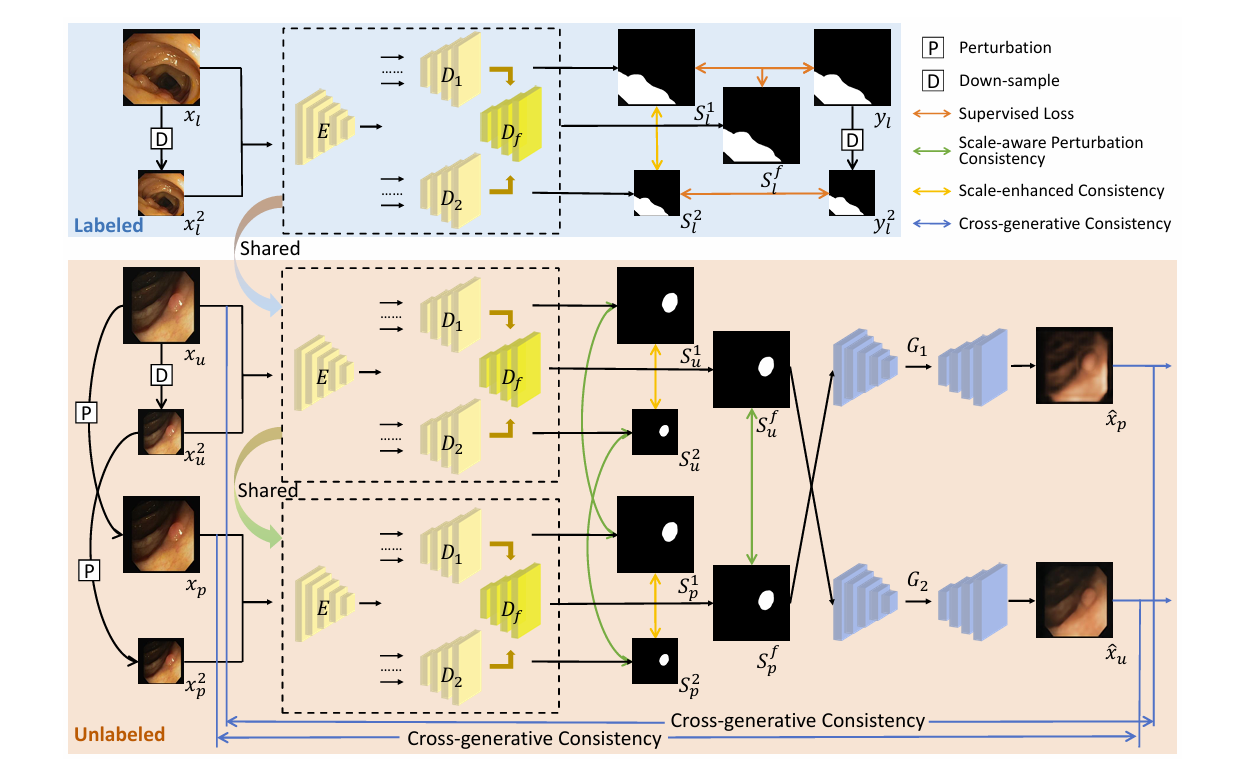 P Perturbation
D Down-sample
Supervised Loss
Scale-aware Perturbation
Consistency
Scale-enhanced Consistency
Cross-generative Consistency
x_l
D
x_l^2
Labeled
E
D_1
D_f
D_2
S_l^1
S_l^f
S_l^2
y_l
D
y_l^2
......
......
Shared
x_u
D
P
x_u^2
E
D_1
D_f
D_2
......
......
S_u^1
S_u^f
S_u^2
G_1
x̂_p
Shared
P
x_p
x_p^2
E
D_1
D_f
D_2
......
......
S_p^1
S_p^f
S_p^2
G_2
x̂_u
Cross-generative Consistency
Cross-generative Consistency
Unlabeled